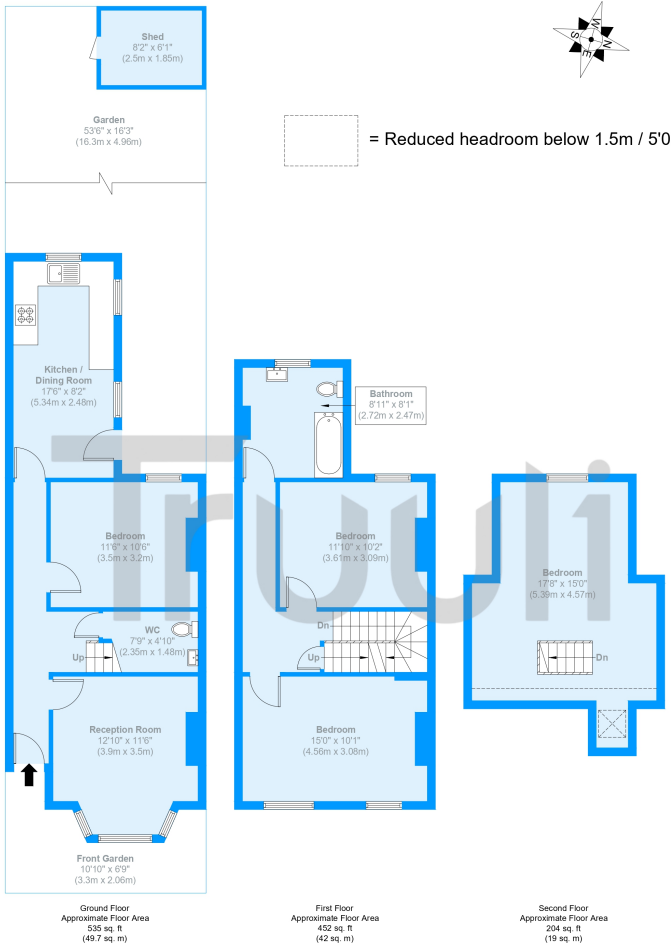 Shed
8'2" x 6'1"
(2.5m x 1.85m)
W
N
S
E
Garden
53'6" x 16'3"
(16.3m x 4.96m)
= Reduced headroom below 1.5m / 5'0
Kitchen /
Dining Room
17'6" x 8'2"
(5.34m x 2.48m)
Bathroom
8'11" x 8'1"
(2.72m x 2.47m)
Truuli
Bedroom
11'6" x 10'6"
(3.5m x 3.2m)
Bedroom
11'10" x 10'2"
(3.61m x 3.09m)
Bedroom
17'8" x 15'0"
(5.39m x 4.57m)
WC
7'9" x 4'10"
(2.35m x 1.48m)
Up
Dn
Up
Dn
Reception Room
12'10" x 11'6"
(3.9m x 3.5m)
Bedroom
15'0" x 10'1"
(4.56m x 3.08m)
Front Garden
10'10" x 6'9"
(3.3m x 2.06m)
Ground Floor
Approximate Floor Area
535 sq. ft
(49.7 sq. m)
First Floor
Approximate Floor Area
452 sq. ft
(42 sq. m)
Second Floor
Approximate Floor Area
204 sq. ft
(19 sq. m)